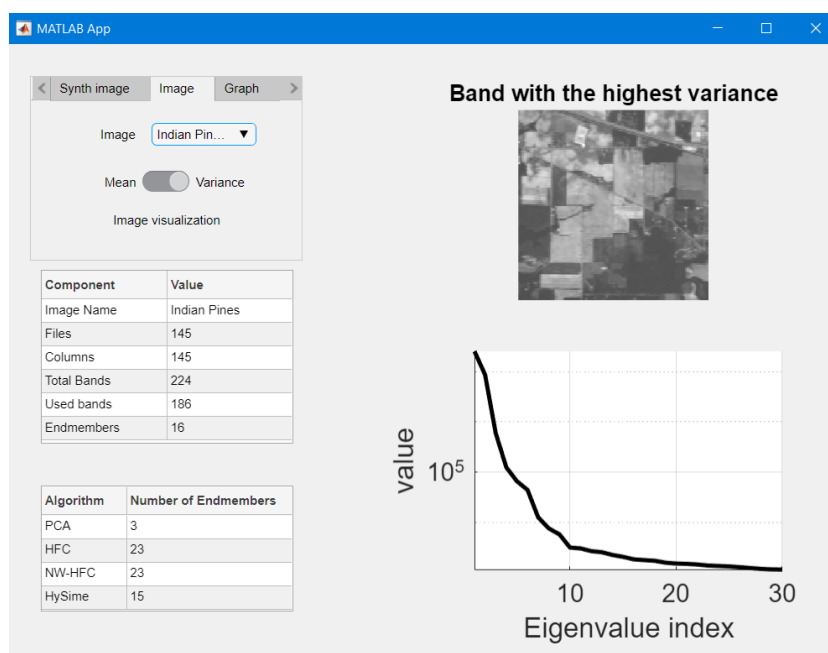 MATLAB App
Synth image Image Graph
Image Indian Pin...
Mean Variance
Image visualization
Component Value
Image Name Indian Pines
Files 145
Columns 145
Total Bands 224
Used bands 186
Endmembers 16
Algorithm Number of Endmembers
PCA 3
HFC 23
NW-HFC 23
HySime 15
Band with the highest variance
value
10⁵
10 20 30
Eigenvalue index